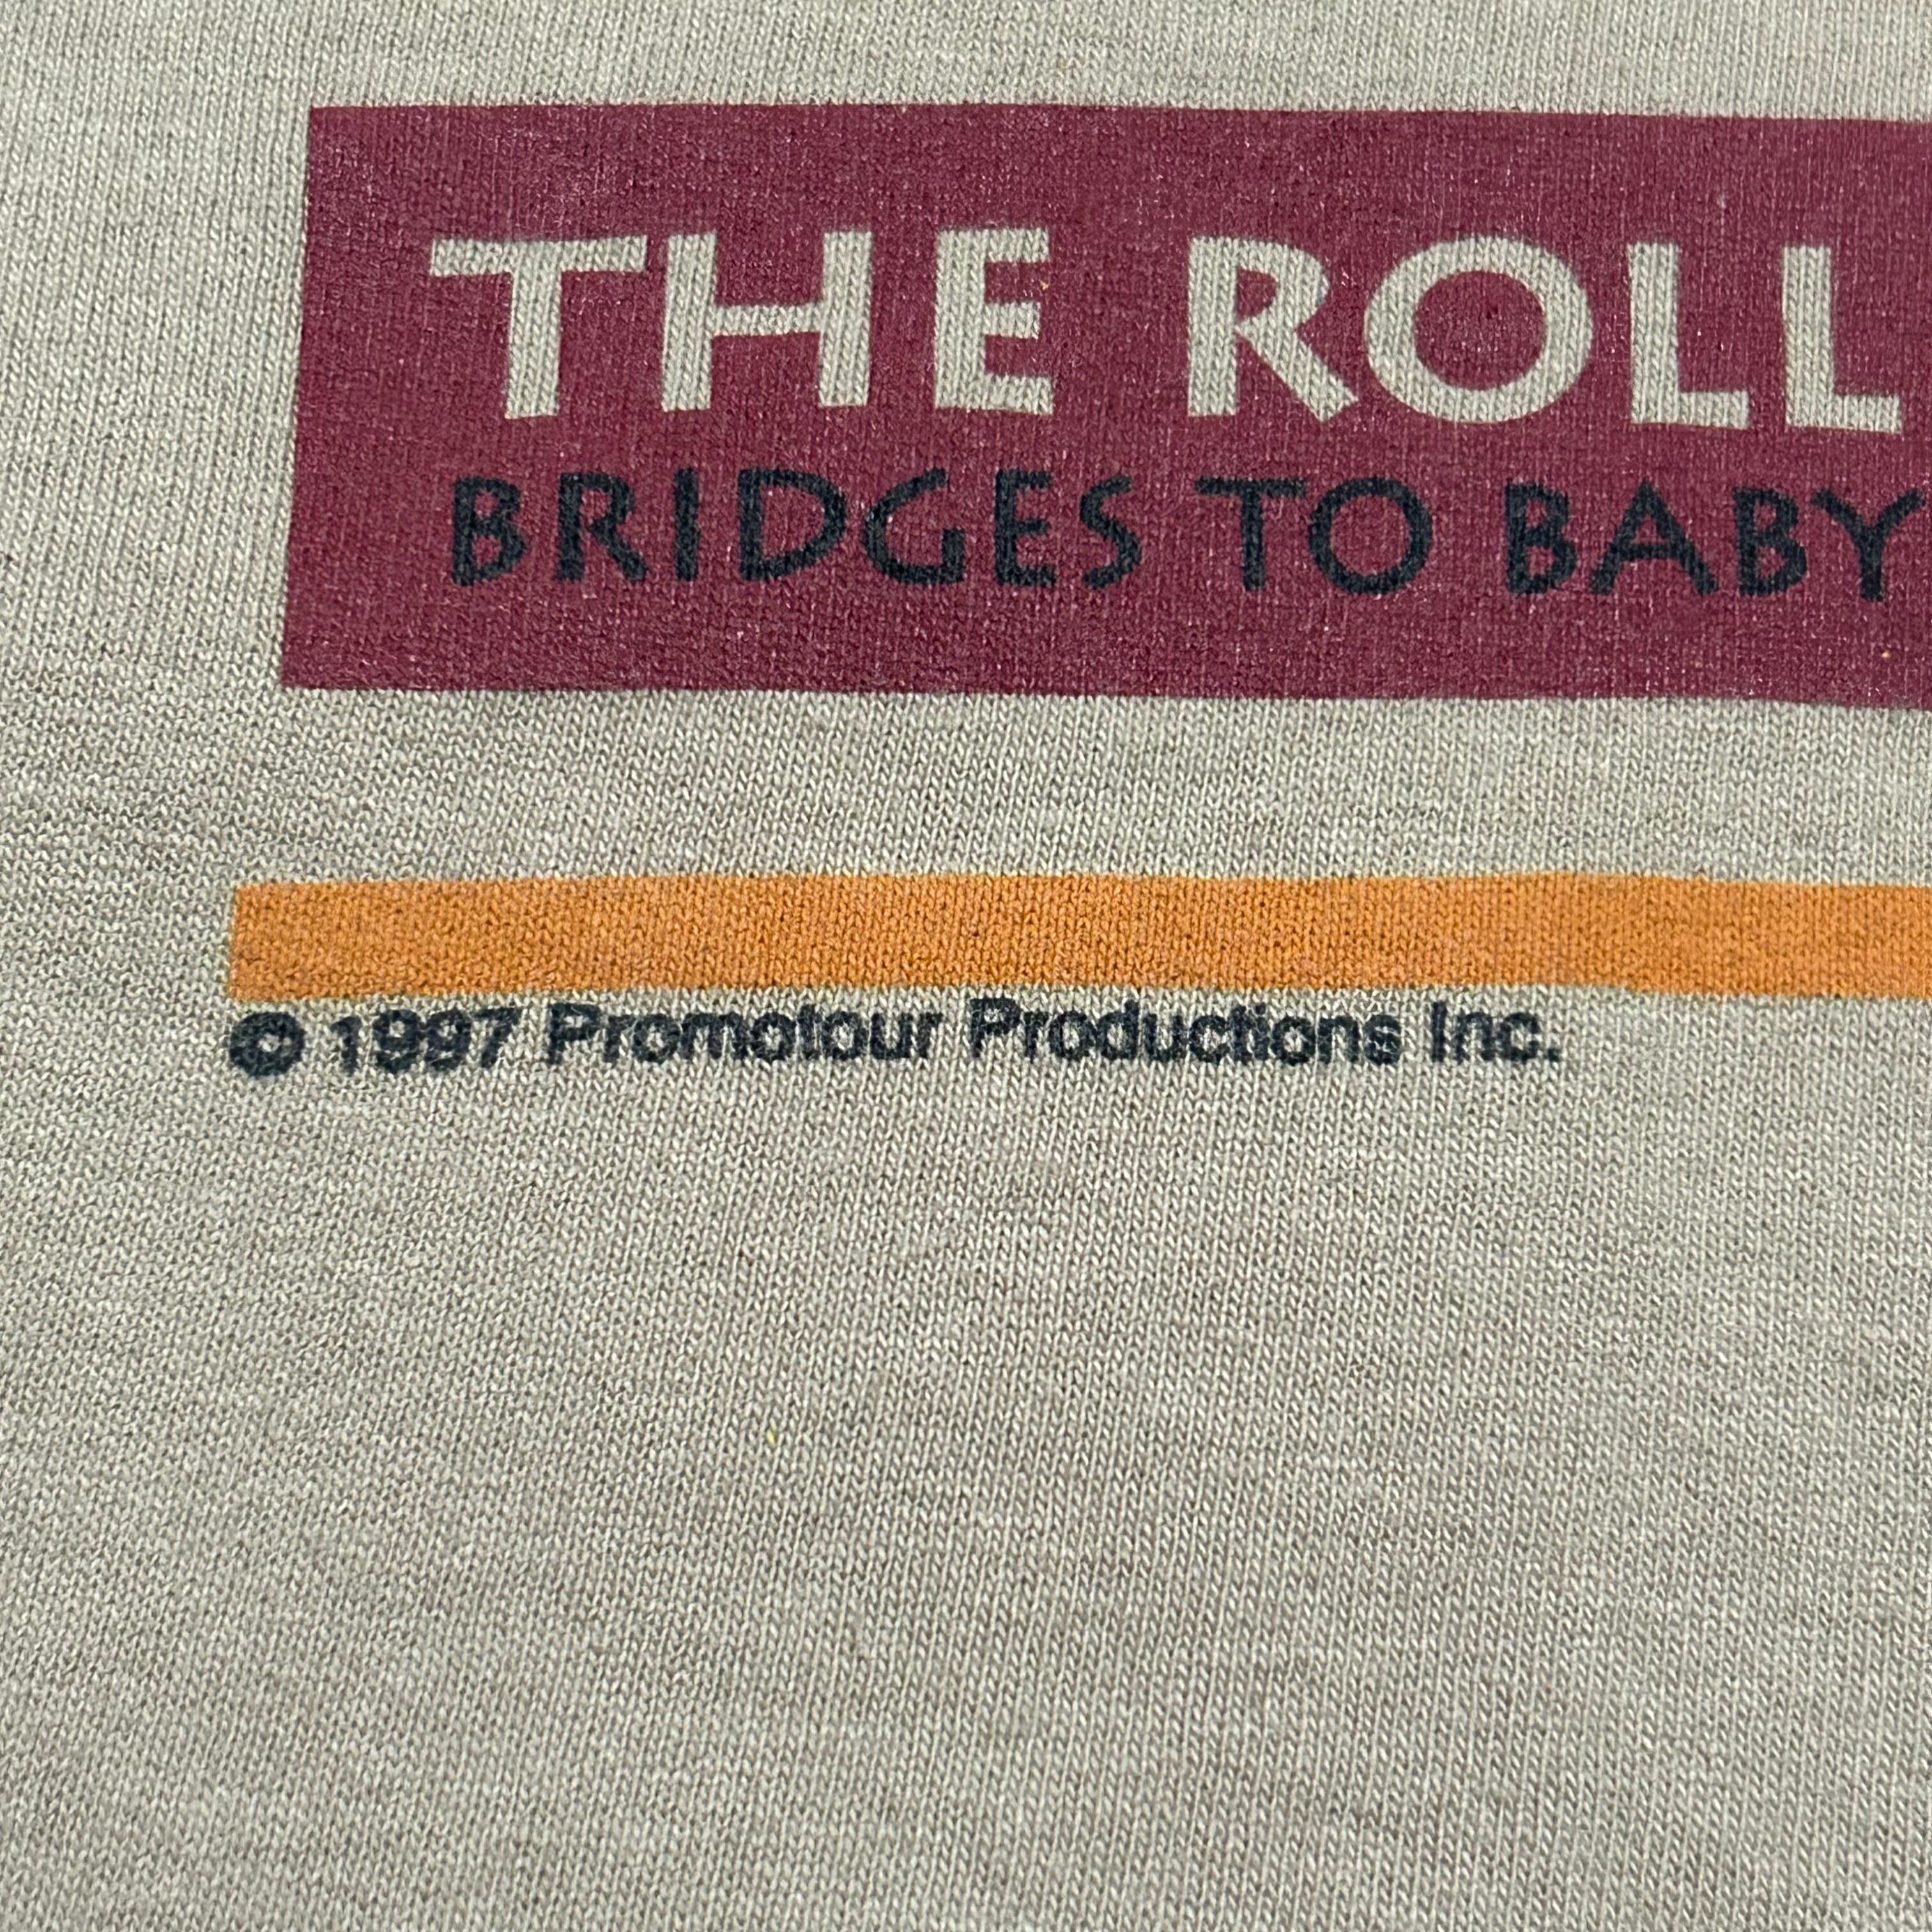 THE ROLL
BRIDGES TO BABY
© 1997 Promotour Productions Inc.